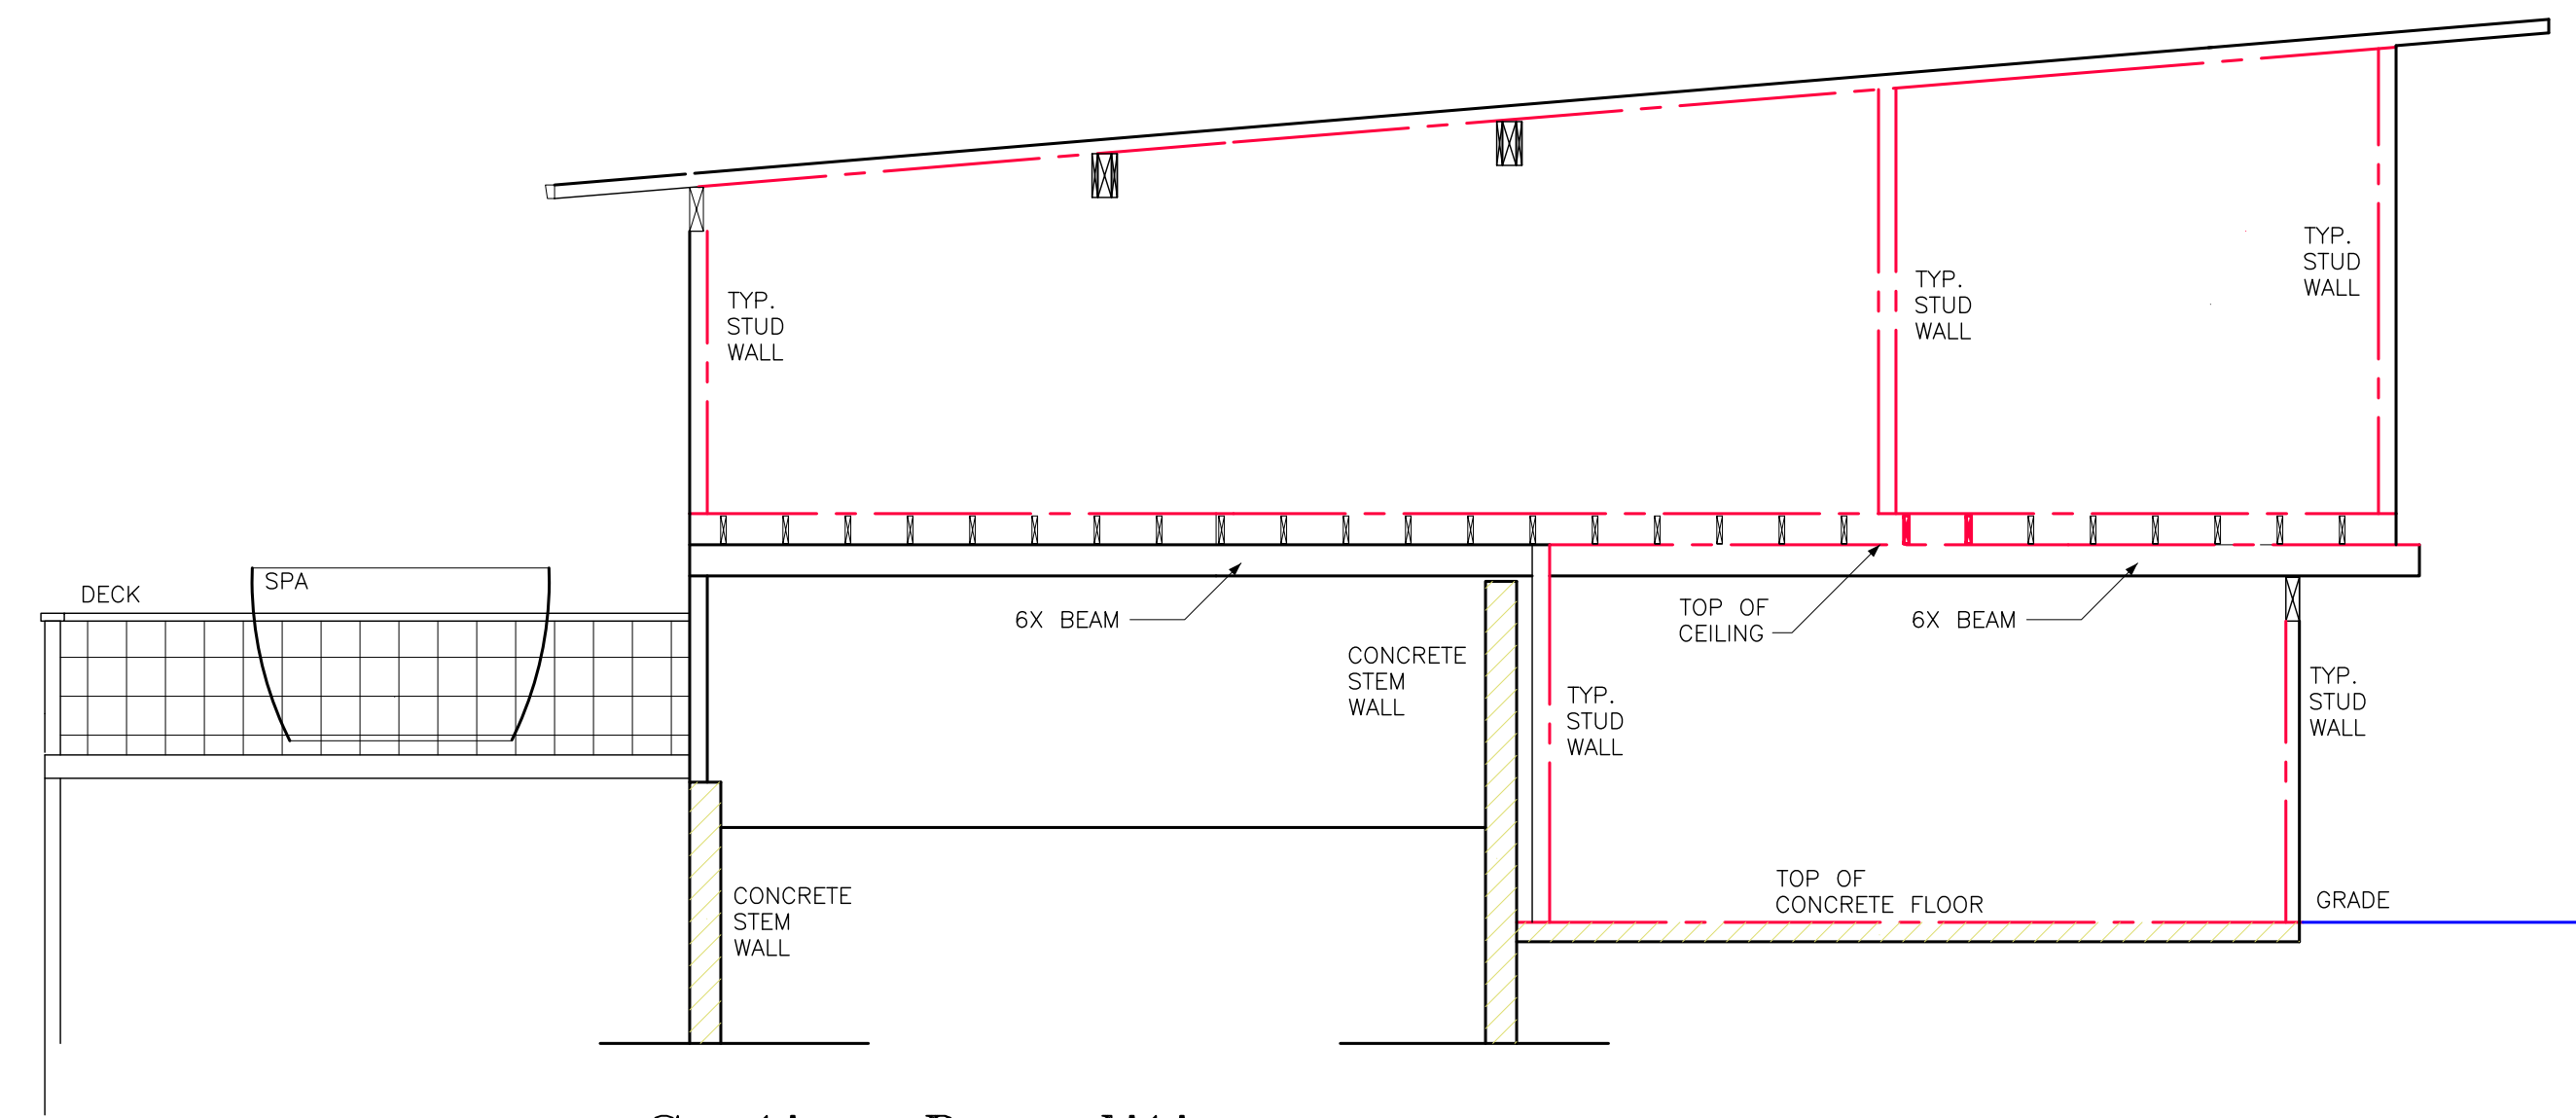 TYP.
STUD
WALL
TYP.
STUD
WALL
TYP.
STUD
WALL
DECK
SPA
6X BEAM
TOP OF
CEILING
6X BEAM
CONCRETE
STEM
WALL
TYP.
STUD
WALL
TYP.
STUD
WALL
CONCRETE
STEM
WALL
TOP OF
CONCRETE FLOOR
GRADE